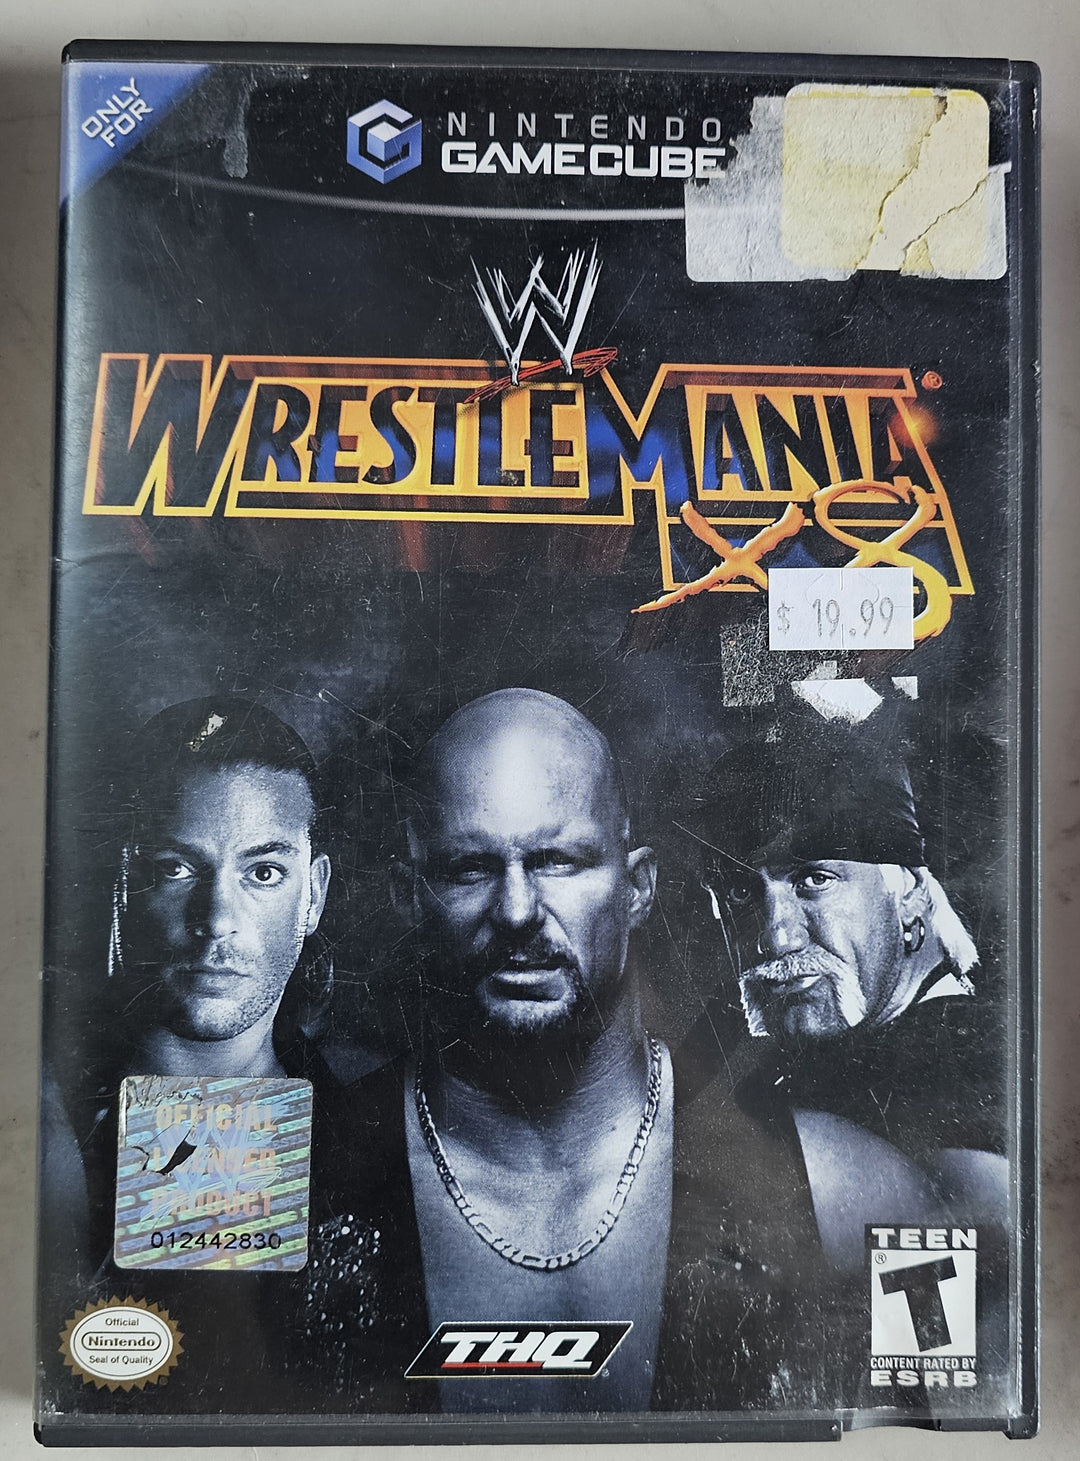 ONLY
FOR
NINTENDO
GAMECUBE
W
WRESTLEMANIA®
X8
$ 19.99
OFFICIAL
LICENSED
PRODUCT
012442830
Official
Nintendo
Seal of Quality
THQ
TEEN
®
T
CONTENT RATED BY
ESRB